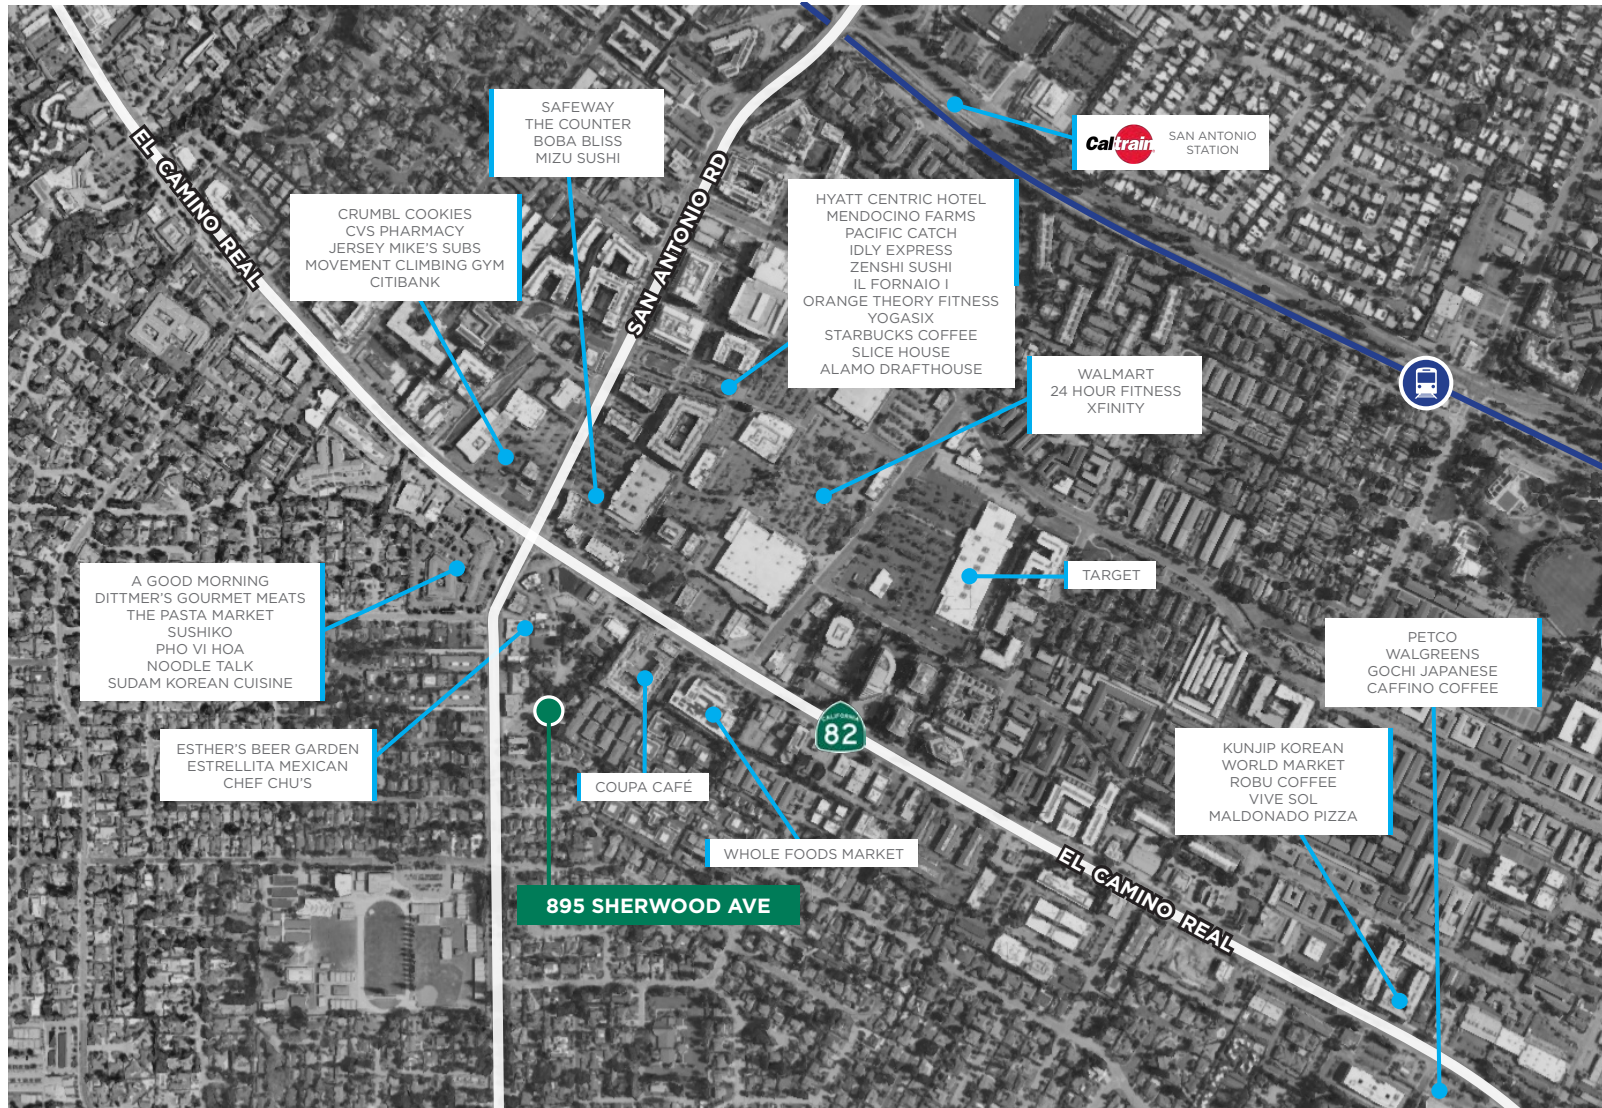 SAFEWAY
THE COUNTER
BOBA BLISS
MIZU SUSHI
Caltrain
SAN ANTONIO
STATION
EL CAMINO REAL
SAN ANTONIO RD
CRUMBL COOKIES
CVS PHARMACY
JERSEY MIKE'S SUBS
MOVEMENT CLIMBING GYM
CITIBANK
HYATT CENTRIC HOTEL
MENDOCINO FARMS
PACIFIC CATCH
IDLY EXPRESS
ZENSHI SUSHI
IL FORNAIO I
ORANGE THEORY FITNESS
YOGASIX
STARBUCKS COFFEE
SLICE HOUSE
ALAMO DRAFTHOUSE
WALMART
24 HOUR FITNESS
XFINITY
A GOOD MORNING
DITTMER'S GOURMET MEATS
THE PASTA MARKET
SUSHIKO
PHO VI HOA
NOODLE TALK
SUDAM KOREAN CUISINE
TARGET
PETCO
WALGREENS
GOCHI JAPANESE
CAFFINO COFFEE
ESTHER'S BEER GARDEN
ESTRELLITA MEXICAN
CHEF CHU'S
CALIFORNIA
82
KUNJIP KOREAN
WORLD MARKET
ROBU COFFEE
VIVE SOL
MALDONADO PIZZA
COUPA CAFÉ
WHOLE FOODS MARKET
EL CAMINO REAL
895 SHERWOOD AVE